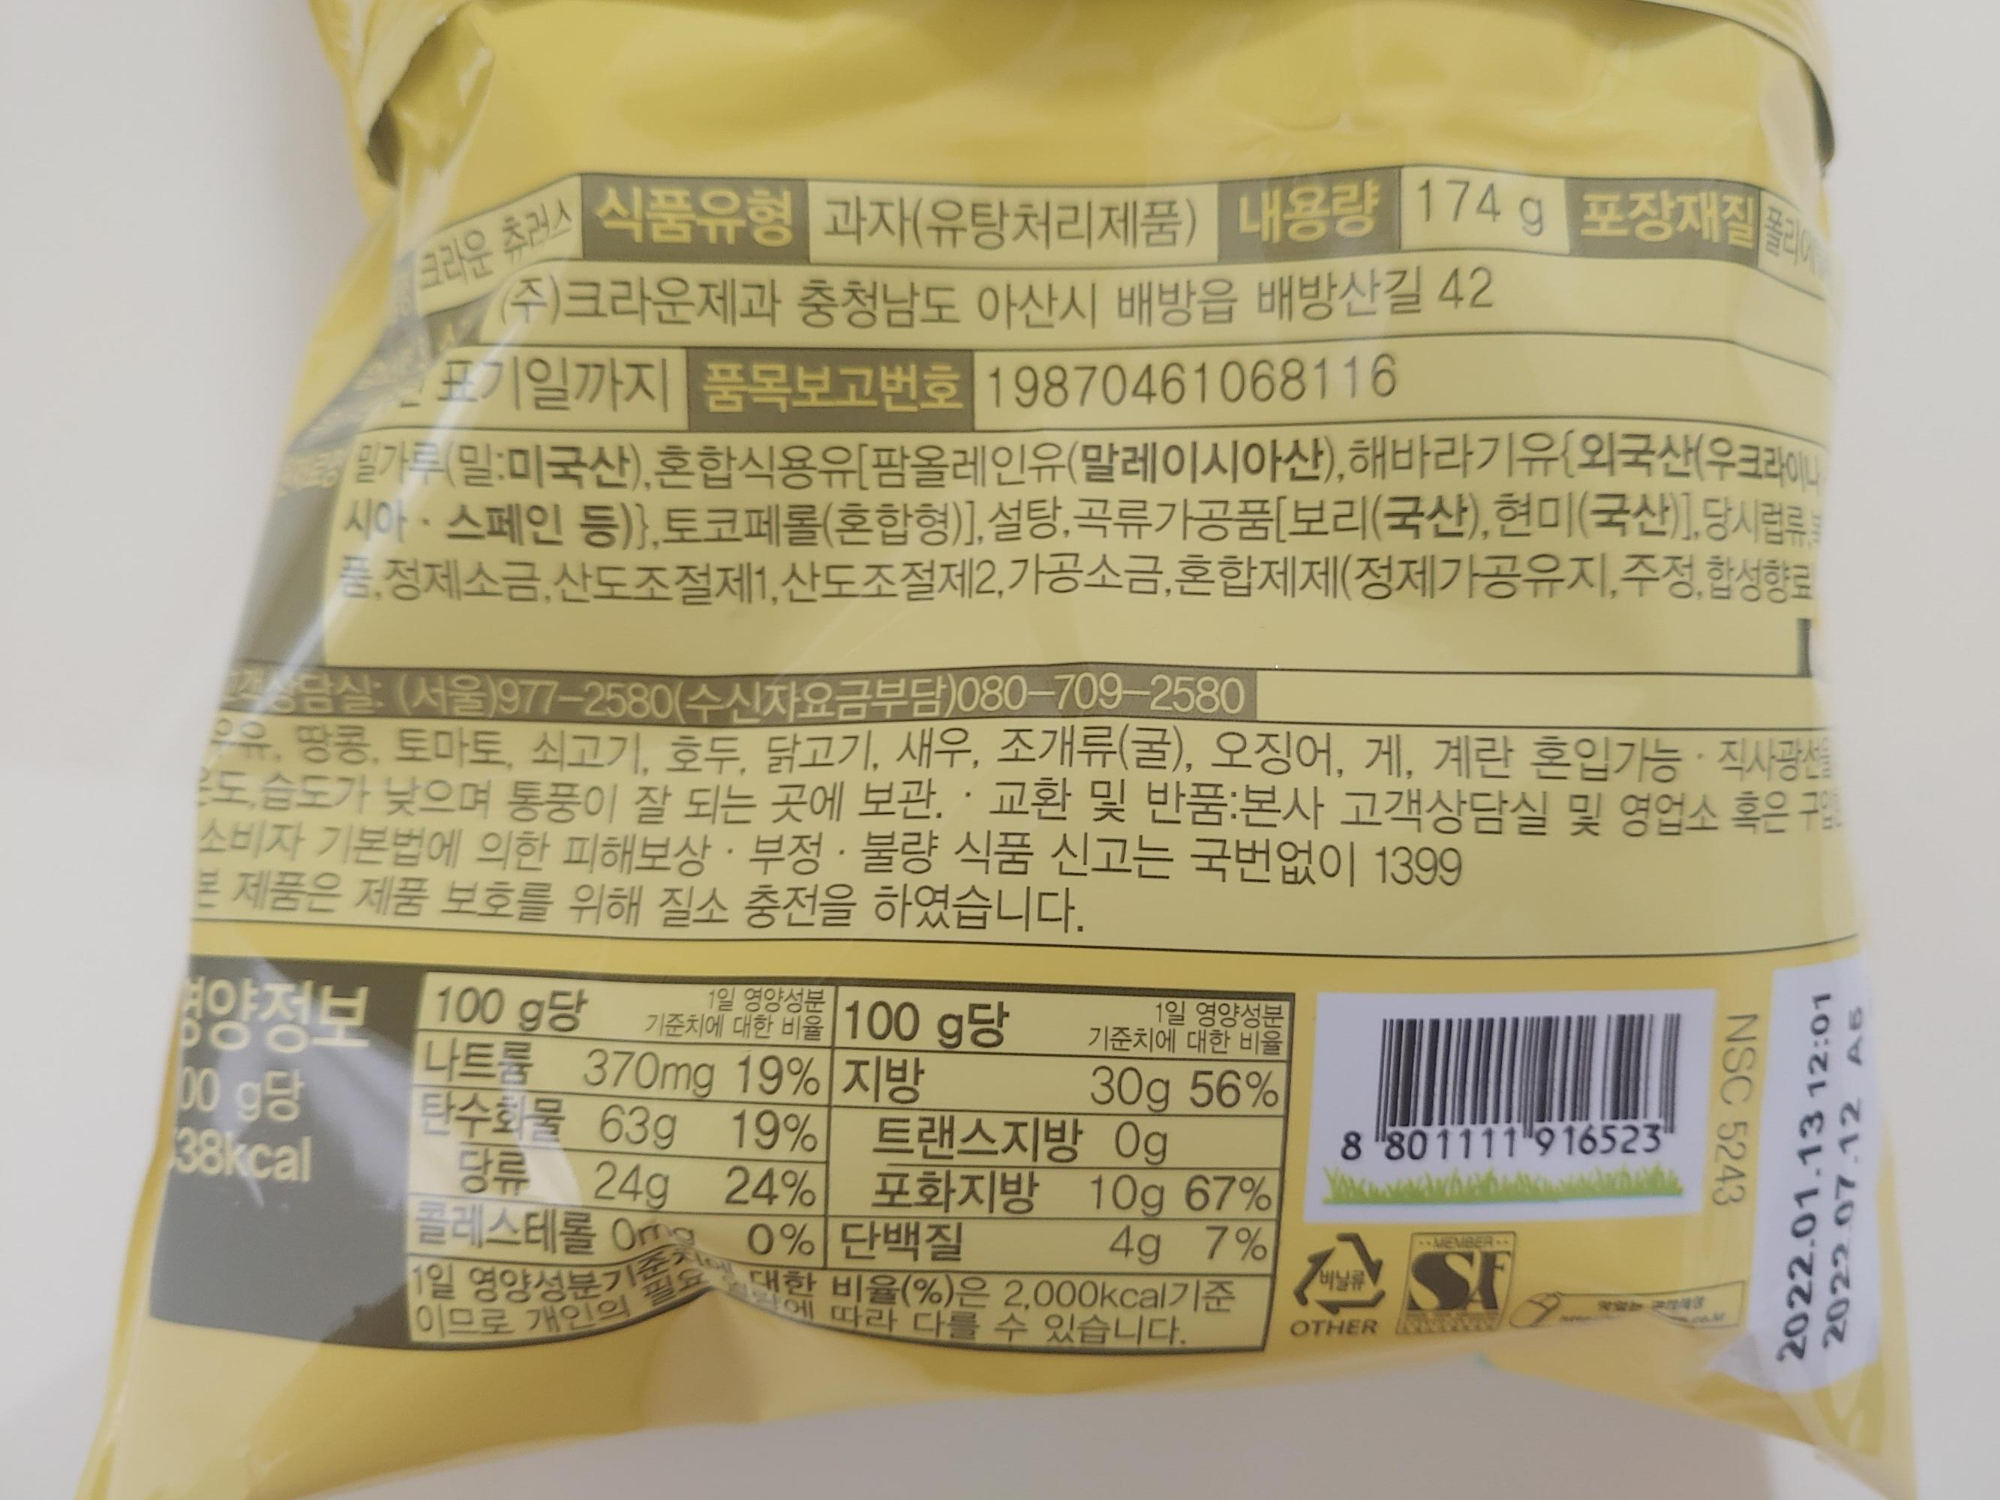 크라운 츄러스 식품유형 과자(유탕처리제품) 내용량 174 g 포장재질
(주)크라운제과 충청남도 아산시 배방읍 배방산길 42
표기일까지 품목보고번호 19870461068116
밀가루(밀:미국산),혼합식용유[팜올레인유(말레이시아산),해바라기유{외국산(우크라이나
시아·스페인 등)},토코페롤(혼합형)],설탕,곡류가공품[보리(국산),현미(국산)],당시럽류,
품,정제소금,산도조절제1,산도조절제2,가공소금,혼합제제(정제가공유지,주정,합성향료
고객상담실: (서울)977-2580(수신자요금부담)080-709-2580
우유, 땅콩, 토마토, 쇠고기, 호두, 닭고기, 새우, 조개류(굴), 오징어, 게, 계란 혼입가능 · 직사광선을
온도,습도가 낮으며 통풍이 잘 되는 곳에 보관. · 교환 및 반품:본사 고객상담실 및 영업소 혹은
소비자 기본법에 의한 피해보상 · 부정 · 불량 식품 신고는 국번없이 1399
본 제품은 제품 보호를 위해 질소 충전을 하였습니다.
영양정보
00 g당
38kcal
100 g당 1일 영양성분 기준치에 대한 비율 100 g당 1일 영양성분 기준치에 대한 비율
나트륨 370mg 19% 지방 30g 56%
탄수화물 63g 19% 트랜스지방 0g
당류 24g 24% 포화지방 10g 67%
콜레스테롤 0mg 0% 단백질 4g 7%
1일 영양성분기준치에 대한 비율(%)은 2,000kcal기준
이므로 개인의 필요 열량에 따라 다를 수 있습니다.
8 801111 916523
NSC 5243
2022.01.13 12:01
2022.07.12 A5
비닐류
OTHER
MEMBER
SA